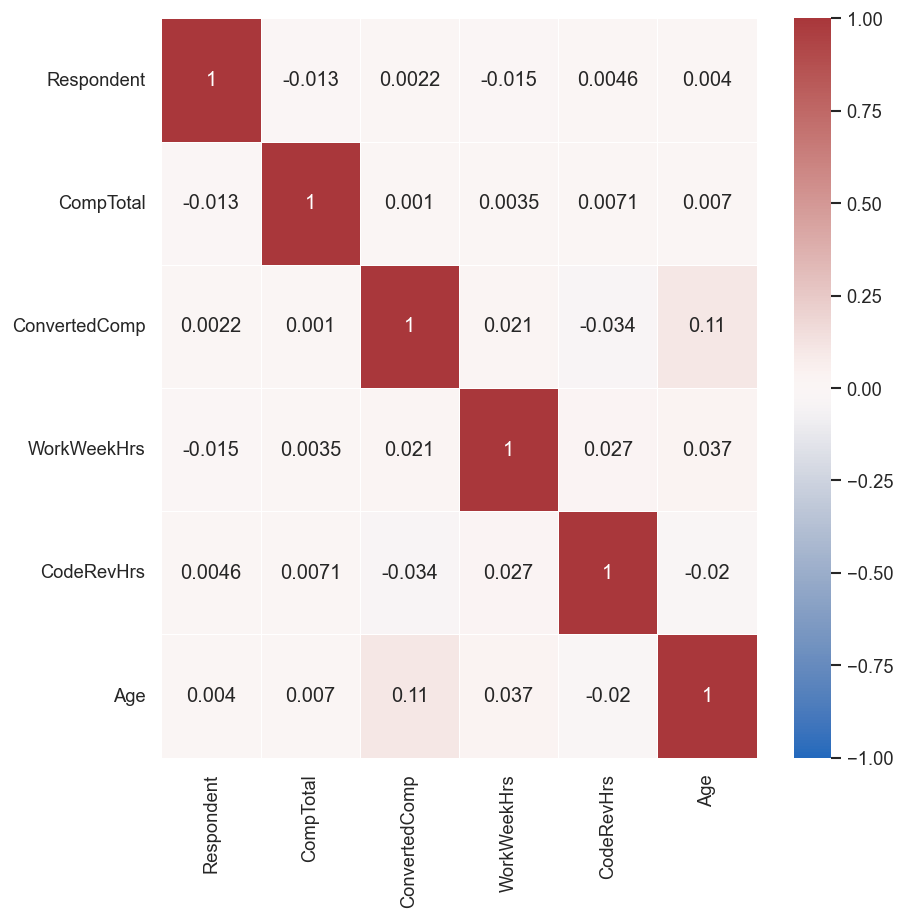 Respondent 1 -0.013 0.0022 -0.015 0.0046 0.004
CompTotal -0.013 1 0.001 0.0035 0.0071 0.007
ConvertedComp 0.0022 0.001 1 0.021 -0.034 0.11
WorkWeekHrs -0.015 0.0035 0.021 1 0.027 0.037
CodeRevHrs 0.0046 0.0071 -0.034 0.027 1 -0.02
Age 0.004 0.007 0.11 0.037 -0.02 1
Respondent
CompTotal
ConvertedComp
WorkWeekHrs
CodeRevHrs
Age
1.00
0.75
0.50
0.25
0.00
−0.25
−0.50
−0.75
−1.00